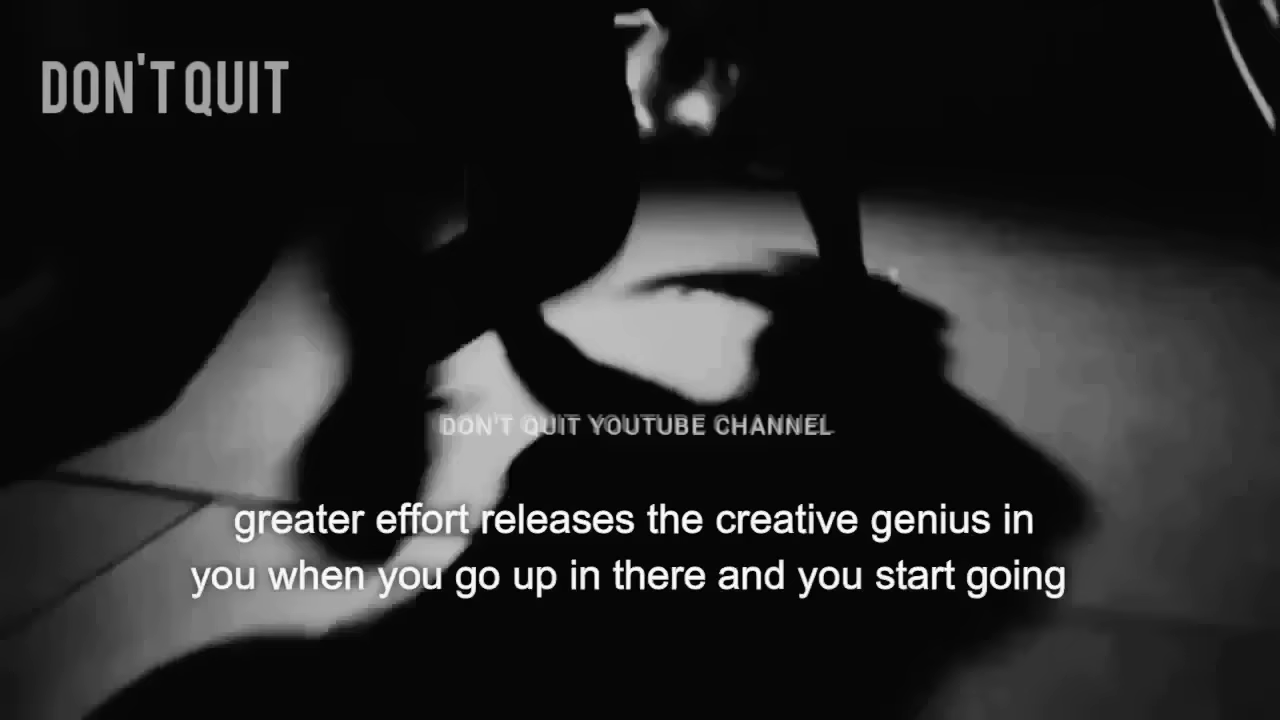 DON'T QUIT
DON'T QUIT YOUTUBE CHANNEL
greater effort releases the creative genius in
you when you go up in there and you start going